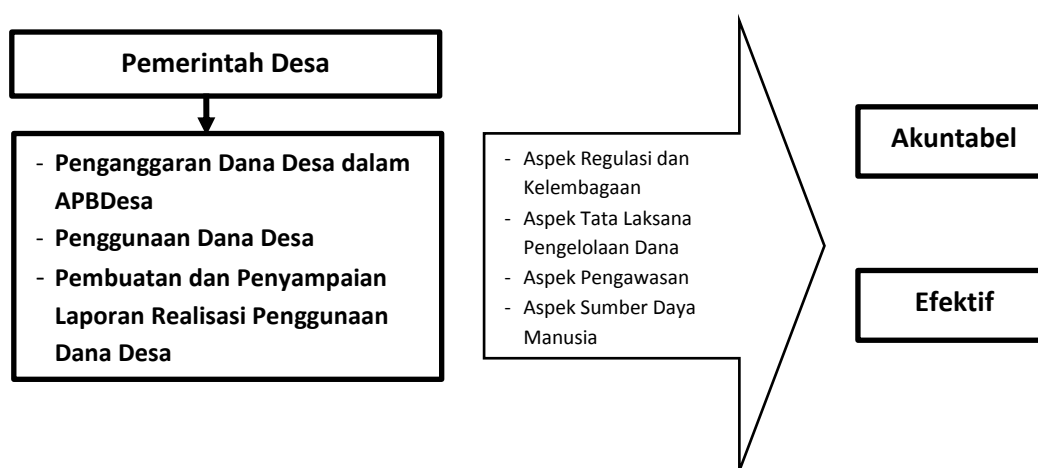 Pemerintah Desa
- Penganggaran Dana Desa dalam
APBDesa
- Penggunaan Dana Desa
- Pembuatan dan Penyampaian
Laporan Realisasi Penggunaan
Dana Desa
- Aspek Regulasi dan
Kelembagaan
- Aspek Tata Laksana
Pengelolaan Dana
- Aspek Pengawasan
- Aspek Sumber Daya
Manusia
Akuntabel
Efektif